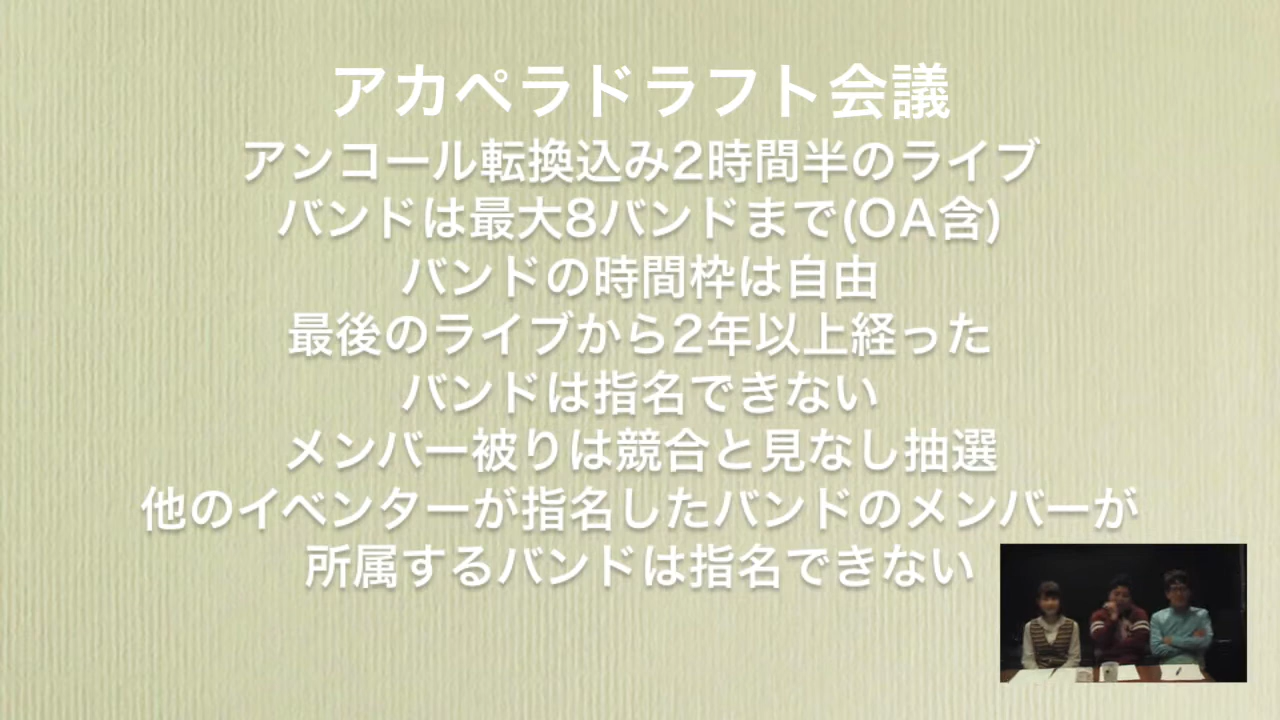 アカペラドラフト会議
アンコール転換込み2時間半のライブ
バンドは最大8バンドまで(OA含)
バンドの時間枠は自由
最後のライブから2年以上経った
バンドは指名できない
メンバー被りは競合と見なし抽選
他のイベンターが指名したバンドのメンバーが
所属するバンドは指名できない